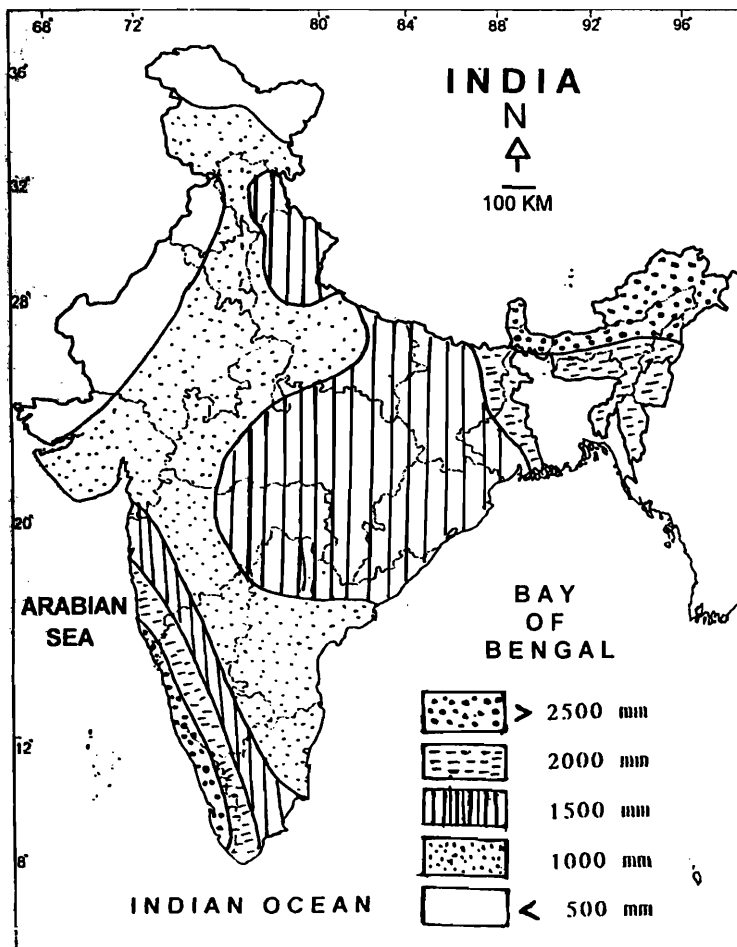 68° 72° 80° 84° 88° 92° 96°
36°
INDIA
N
32°
100 KM
28°
24°
20°
ARABIAN
SEA
BAY
OF
BENGAL
> 2500 mm
12°
2000 mm
1500 mm
8°
1000 mm
INDIAN OCEAN
< 500 mm